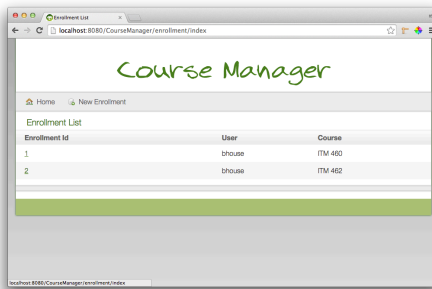 Enrollment List
localhost:8080/CourseManager/enrollment/index
Course Manager
Home New Enrollment
Enrollment List
Enrollment Id User Course
1 bhouse ITM 460
2 bhouse ITM 462
localhost:8080/CourseManager/enrollment/index